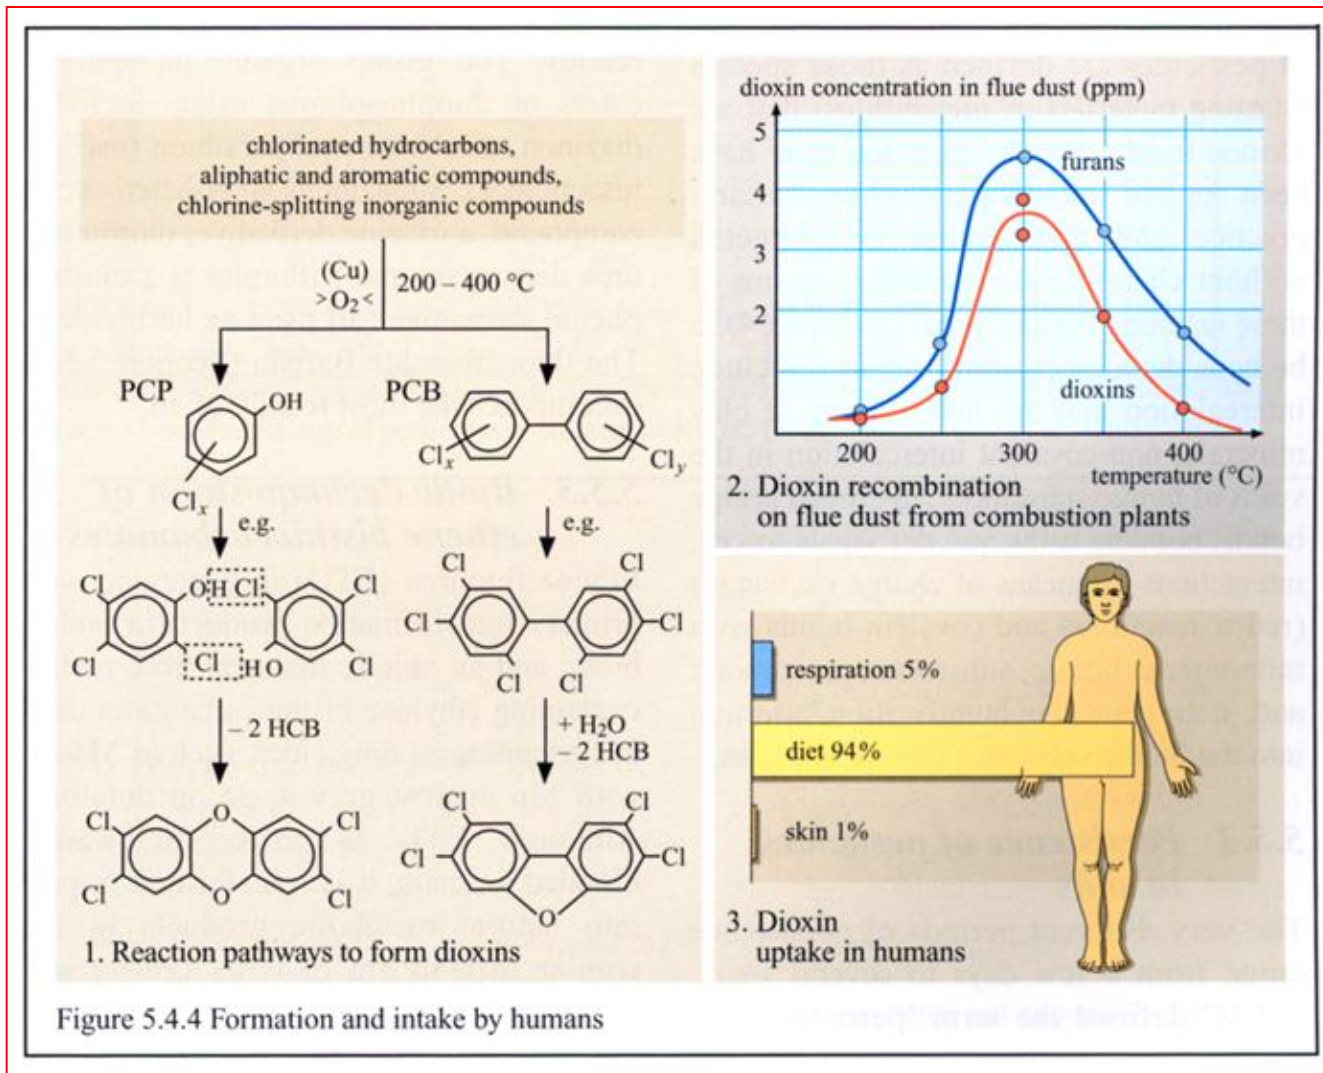 chlorinated hydrocarbons,
aliphatic and aromatic compounds,
chlorine-splitting inorganic compounds
(Cu)
>O₂<
200 – 400 °C
PCP
OH
Clₓ
PCB
Clₓ
Cl_y
e.g.
e.g.
Cl
OH Cl
Cl
Cl
Cl
HO
Cl
Cl
Cl
Cl
Cl
Cl
Cl
Cl
– 2 HCB
+ H₂O
– 2 HCB
Cl
O
Cl
Cl
O
Cl
Cl
Cl
Cl
Cl
O
1. Reaction pathways to form dioxins
dioxin concentration in flue dust (ppm)
5
4
3
2
furans
dioxins
200
300
400
temperature (°C)
2. Dioxin recombination
on flue dust from combustion plants
respiration 5%
diet 94%
skin 1%
3. Dioxin
uptake in humans
Figure 5.4.4 Formation and intake by humans